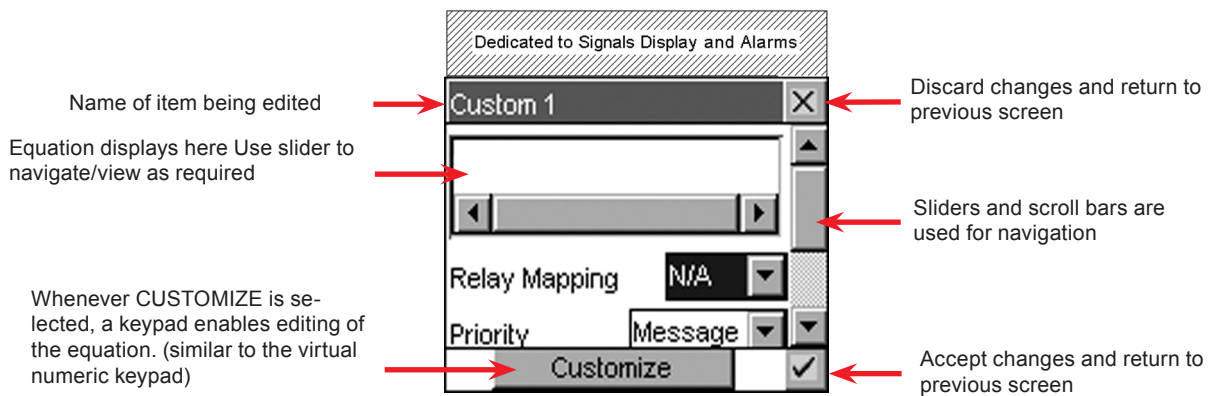 Dedicated to Signals Display and Alarms
Name of item being edited
Custom 1
Discard changes and return to
previous screen
Equation displays here Use slider to
navigate/view as required
Sliders and scroll bars are
used for navigation
Relay Mapping
N/A
Whenever CUSTOMIZE is se-
lected, a keypad enables editing of
the equation. (similar to the virtual
numeric keypad)
Priority
Message
Customize
Accept changes and return to
previous screen